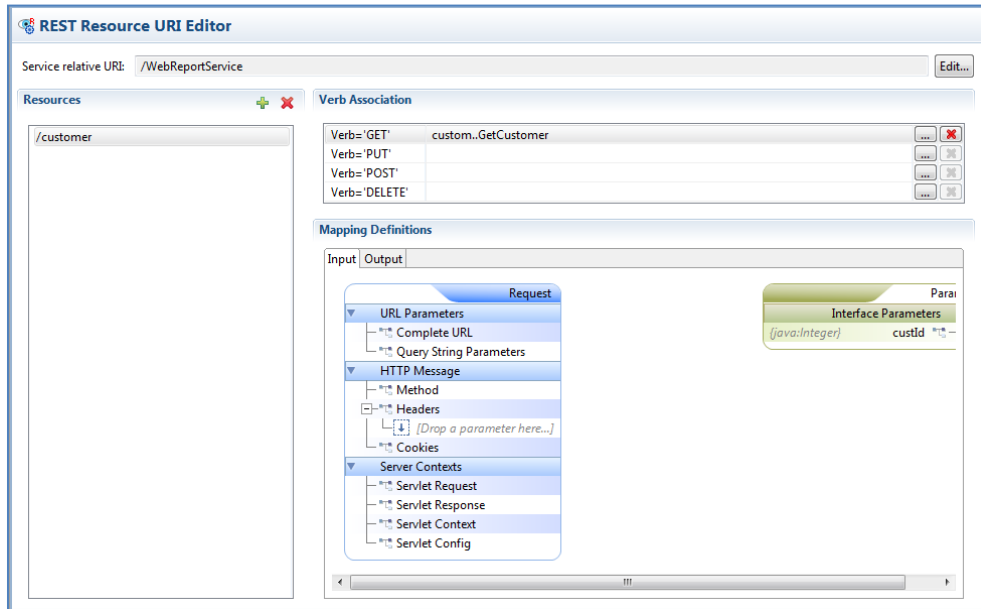 REST Resource URI Editor
Service relative URI: /WebReportService Edit...
Resources
/customer
Verb Association
Verb='GET' custom..GetCustomer ...
Verb='PUT' ...
Verb='POST' ...
Verb='DELETE' ...
Mapping Definitions
Input Output
Request
URL Parameters
Complete URL
Query String Parameters
HTTP Message
Method
Headers
[Drop a parameter here...]
Cookies
Server Contexts
Servlet Request
Servlet Response
Servlet Context
Servlet Config
Parai
Interface Parameters
{java:Integer} custId